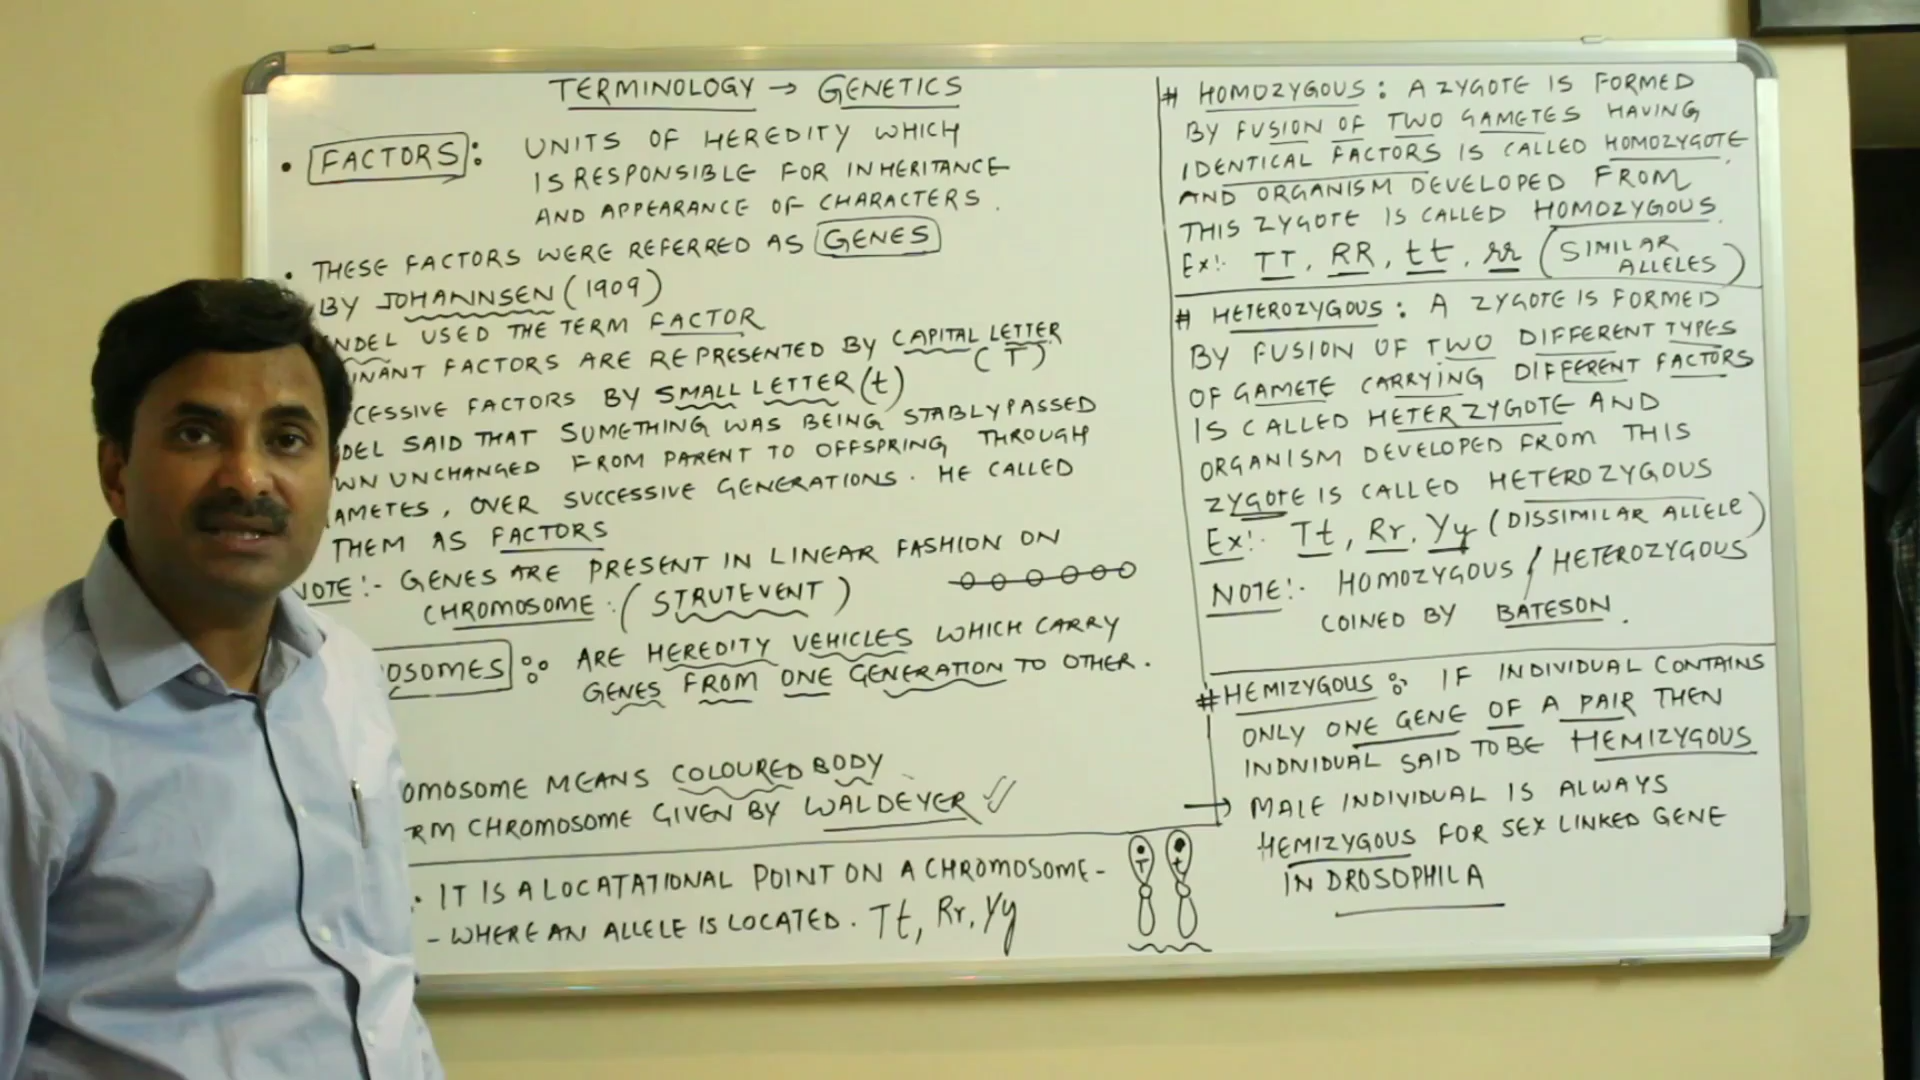 TERMINOLOGY → GENETICS
• FACTORS: UNITS OF HEREDITY WHICH
IS RESPONSIBLE FOR INHERITANCE
AND APPEARANCE OF CHARACTERS.
• THESE FACTORS WERE REFERRED AS GENES
BY JOHANNSEN (1909)
NDEL USED THE TERM FACTOR
INANT FACTORS ARE REPRESENTED BY CAPITAL LETTER
(T)
CESSIVE FACTORS BY SMALL LETTER (t)
DEL SAID THAT SUMETHING WAS BEING STABLY PASSED
WN UNCHANGED FROM PARENT TO OFFSPRING THROUGH
AMETES, OVER SUCCESSIVE GENERATIONS. HE CALLED
THEM AS FACTORS
NOTE:- GENES ARE PRESENT IN LINEAR FASHION ON
CHROMOSOME: (STRUTEVENT)
OSOMES: ARE HEREDITY VEHICLES WHICH CARRY
GENES FROM ONE GENERATION TO OTHER.
OMOSOME MEANS COLOURED BODY
RM CHROMOSOME GIVEN BY WALDEYER
: IT IS A LOCATATIONAL POINT ON A CHROMOSOME-
- WHERE AN ALLELE IS LOCATED. Tt, Rr, Yy
T t
# HOMOZYGOUS: A ZYGOTE IS FORMED
BY FUSION OF TWO GAMETES HAVING
IDENTICAL FACTORS IS CALLED HOMOZYGOTE
AND ORGANISM DEVELOPED FROM
THIS ZYGOTE IS CALLED HOMOZYGOUS.
Ex:- TT, RR, tt, rr (SIMILAR
ALLELES)
# HETEROZYGOUS: A ZYGOTE IS FORMED
BY FUSION OF TWO DIFFERENT TYPES
OF GAMETE CARRYING DIFFERENT FACTORS
IS CALLED HETERZYGOTE AND
ORGANISM DEVELOPED FROM THIS
ZYGOTE IS CALLED HETEROZYGOUS
Ex:- Tt, Rr, Yy (DISSIMILAR ALLELE)
NOTE:- HOMOZYGOUS / HETEROZYGOUS
COINED BY BATESON.
# HEMIZYGOUS: IF INDIVIDUAL CONTAINS
ONLY ONE GENE OF A PAIR THEN
INDIVIDUAL SAID TO BE HEMIZYGOUS
→ MALE INDIVIDUAL IS ALWAYS
HEMIZYGOUS FOR SEX LINKED GENE
IN DROSOPHILA